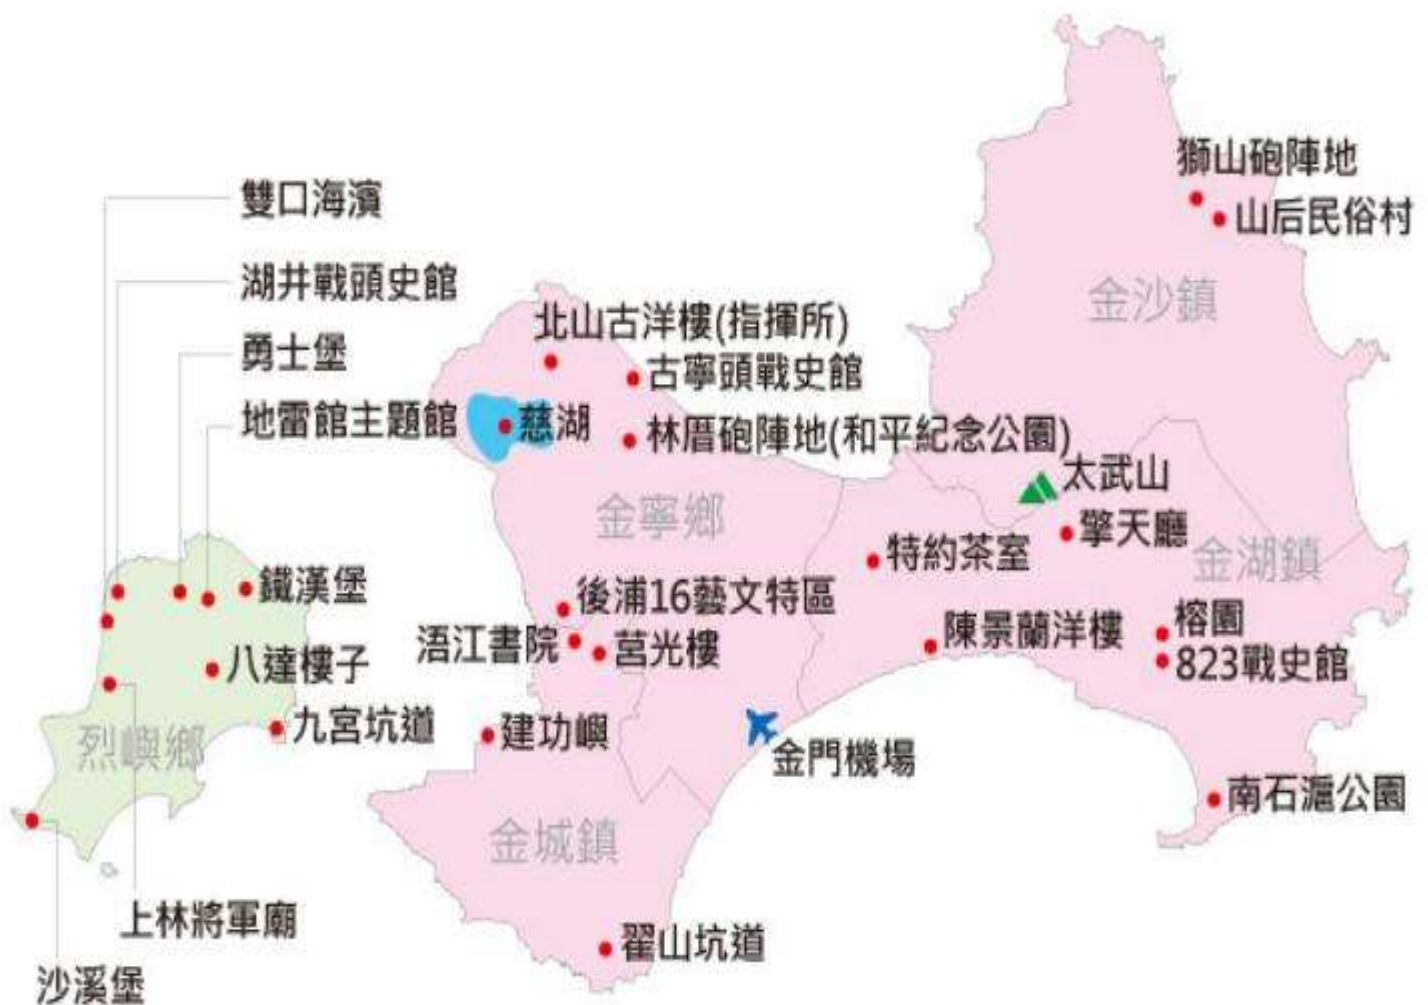 獅山砲陣地
山后民俗村
雙口海濱
湖井戰頭史館
金沙鎮
北山古洋樓(指揮所)
勇士堡
古寧頭戰史館
地雷館主題館
慈湖
林厝砲陣地(和平紀念公園)
太武山
金寧鄉
擎天廳
特約茶室
金湖鎮
鐵漢堡
後浦16藝文特區
榕園
浯江書院
莒光樓
陳景蘭洋樓
八達樓子
823戰史館
九宮坑道
建功嶼
烈嶼鄉
金門機場
南石滬公園
金城鎮
上林將軍廟
翟山坑道
沙溪堡